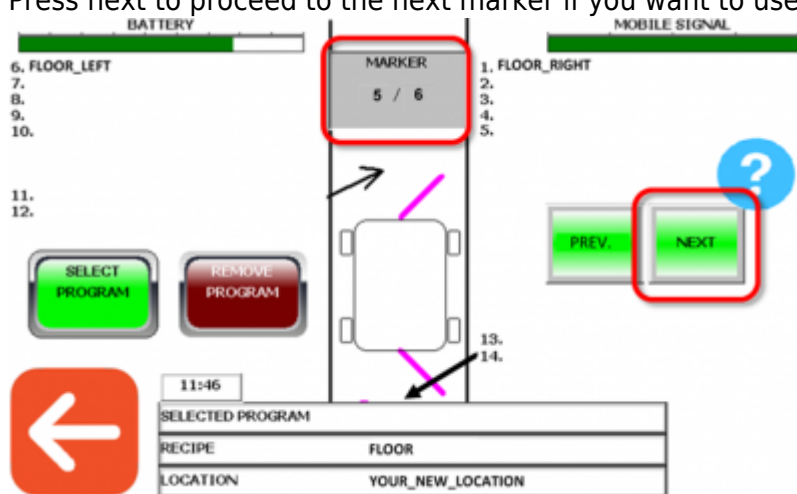 Press next to proceed to the next marker if you want to use
BATTERY
MOBILE SIGNAL
6. FLOOR_LEFT
7.
8.
9.
10.
11.
12.
MARKER
5 / 6
1. FLOOR_RIGHT
2.
3.
4.
5.
?
PREV.
NEXT
SELECT
PROGRAM
REMOVE
PROGRAM
13.
14.
11:46
SELECTED PROGRAM
RECIPE FLOOR
LOCATION YOUR_NEW_LOCATION